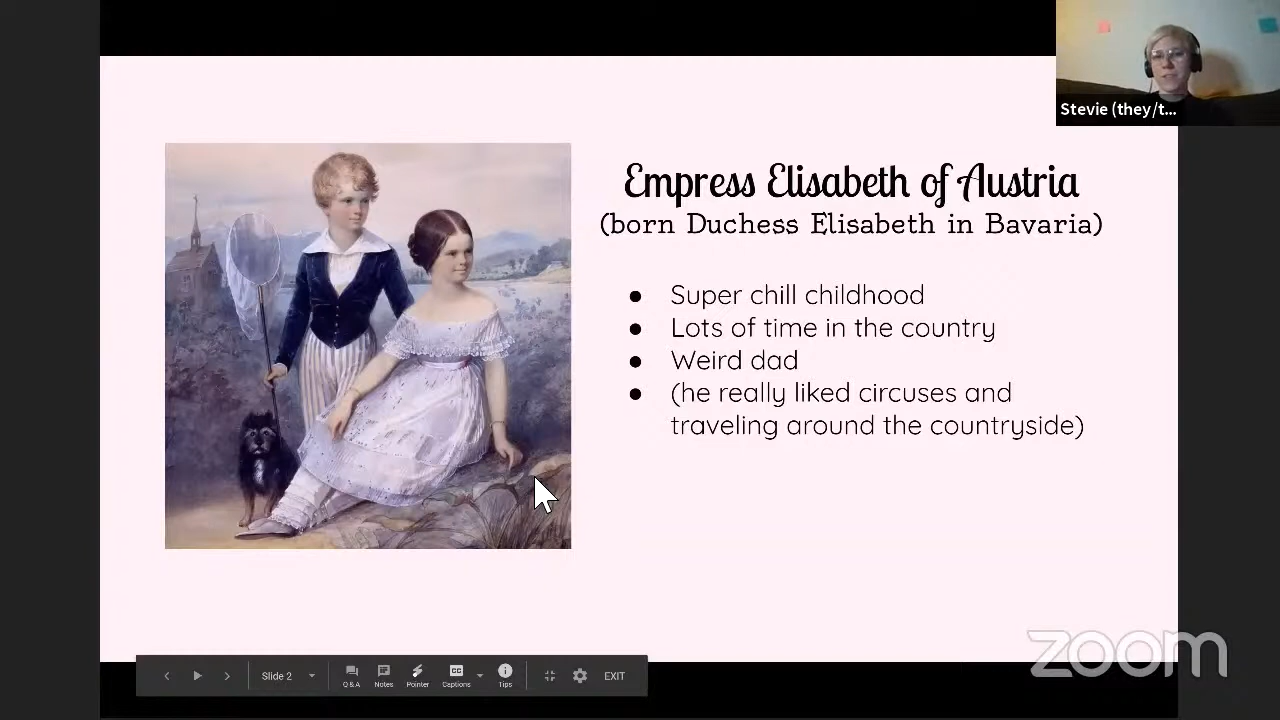 Stevie (they/t...
Empress Elisabeth of Austria
(born Duchess Elisabeth in Bavaria)
● Super chill childhood
● Lots of time in the country
● Weird dad
● (he really liked circuses and
traveling around the countryside)
zoom
Slide 2
Q & A
Notes
Pointer
Captions
Tips
EXIT